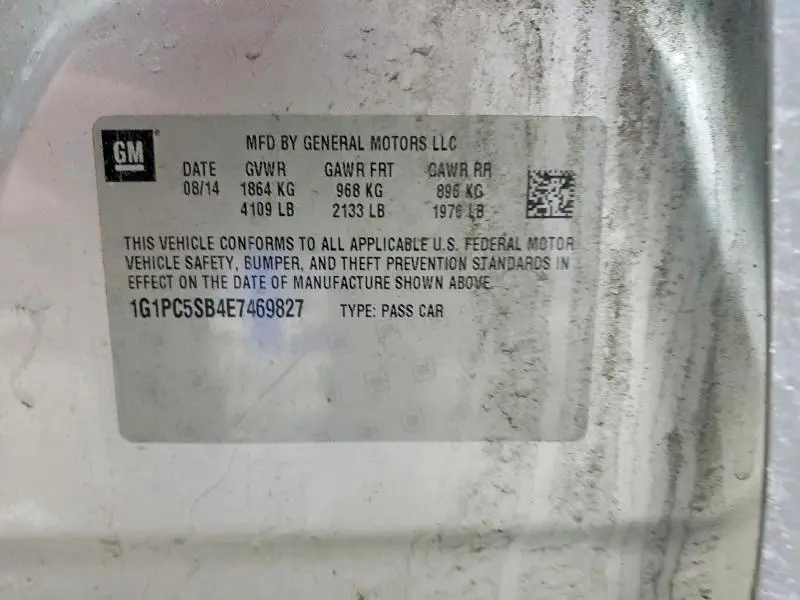 GM
MFD BY GENERAL MOTORS LLC
DATE GVWR GAWR FRT GAWR RR
08/14 1864 KG 968 KG 896 KG
4109 LB 2133 LB 1976 LB
THIS VEHICLE CONFORMS TO ALL APPLICABLE U.S. FEDERAL MOTOR
VEHICLE SAFETY, BUMPER, AND THEFT PREVENTION STANDARDS IN
EFFECT ON THE DATE OF MANUFACTURE SHOWN ABOVE.
1G1PC5SB4E7469827 TYPE: PASS CAR